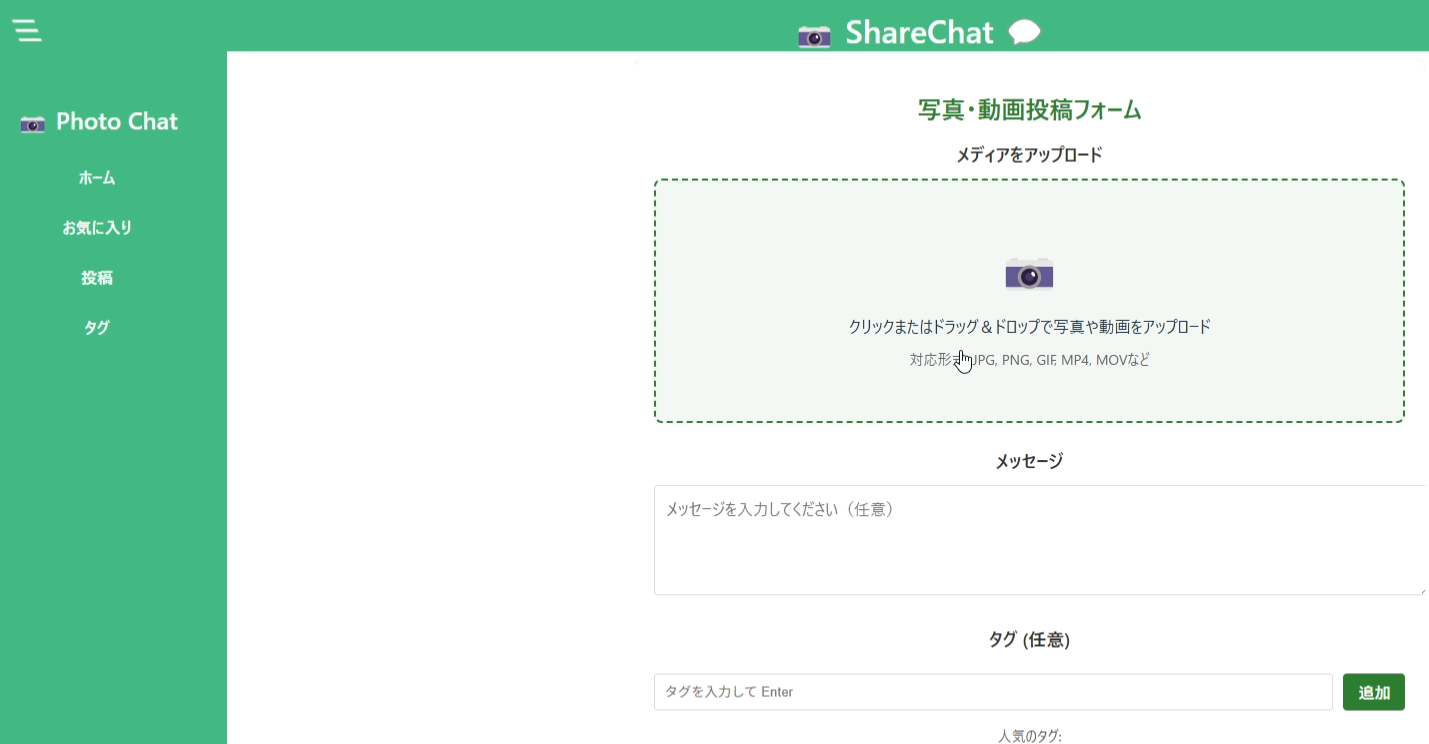 ShareChat
Photo Chat
ホーム
お気に入り
投稿
タグ
写真・動画投稿フォーム
メディアをアップロード
クリックまたはドラッグ＆ドロップで写真や動画をアップロード
対応形 JPG, PNG, GIF, MP4, MOVなど
メッセージ
メッセージを入力してください（任意）
タグ (任意)
タグを入力して Enter
追加
人気のタグ: